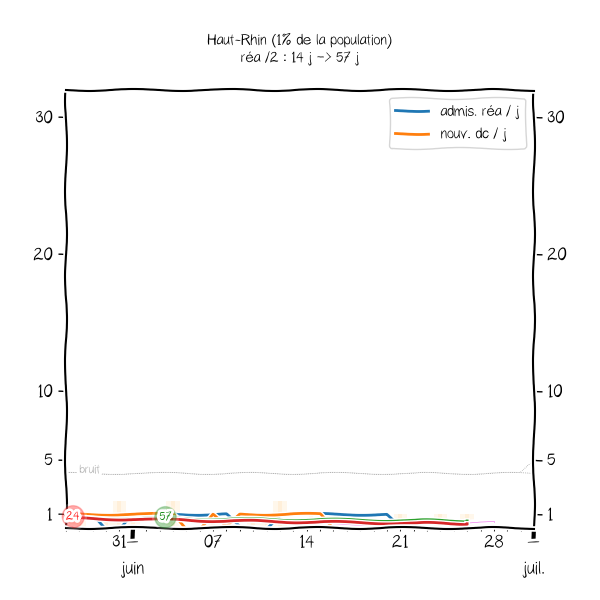 Haut-Rhin (1% de la population)
réa /2 : 14 j -> 57 j
admis. réa / j
nouv. dc / j
30
30
20
20
10
10
5
5
bruit
1
1
24
57
31
07
14
21
28
juin
juil.